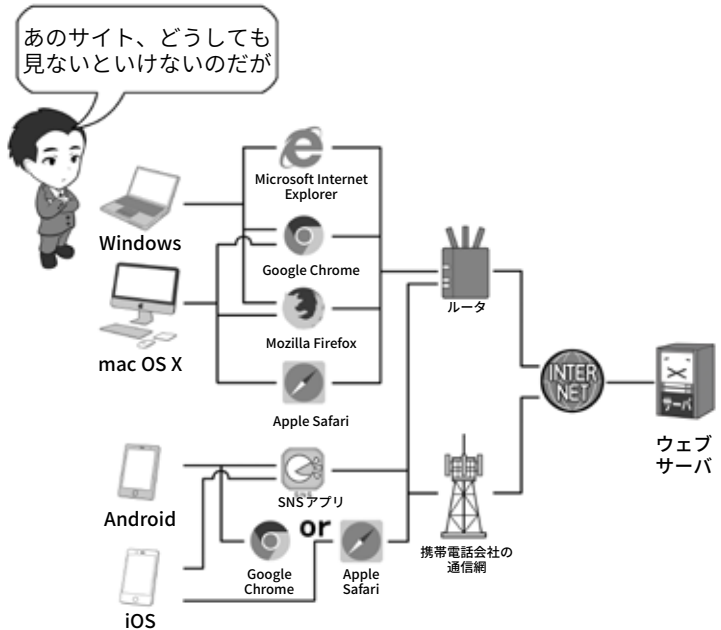 あのサイト、どうしても
見ないといけないのだが
Microsoft Internet
Explorer
Windows
Google Chrome
ルータ
Mozilla Firefox
mac OS X
INTER
NET
サーバ
Apple Safari
ウェブ
サーバ
SNSアプリ
Android
or
Google
Chrome
Apple
Safari
携帯電話会社の
通信網
iOS